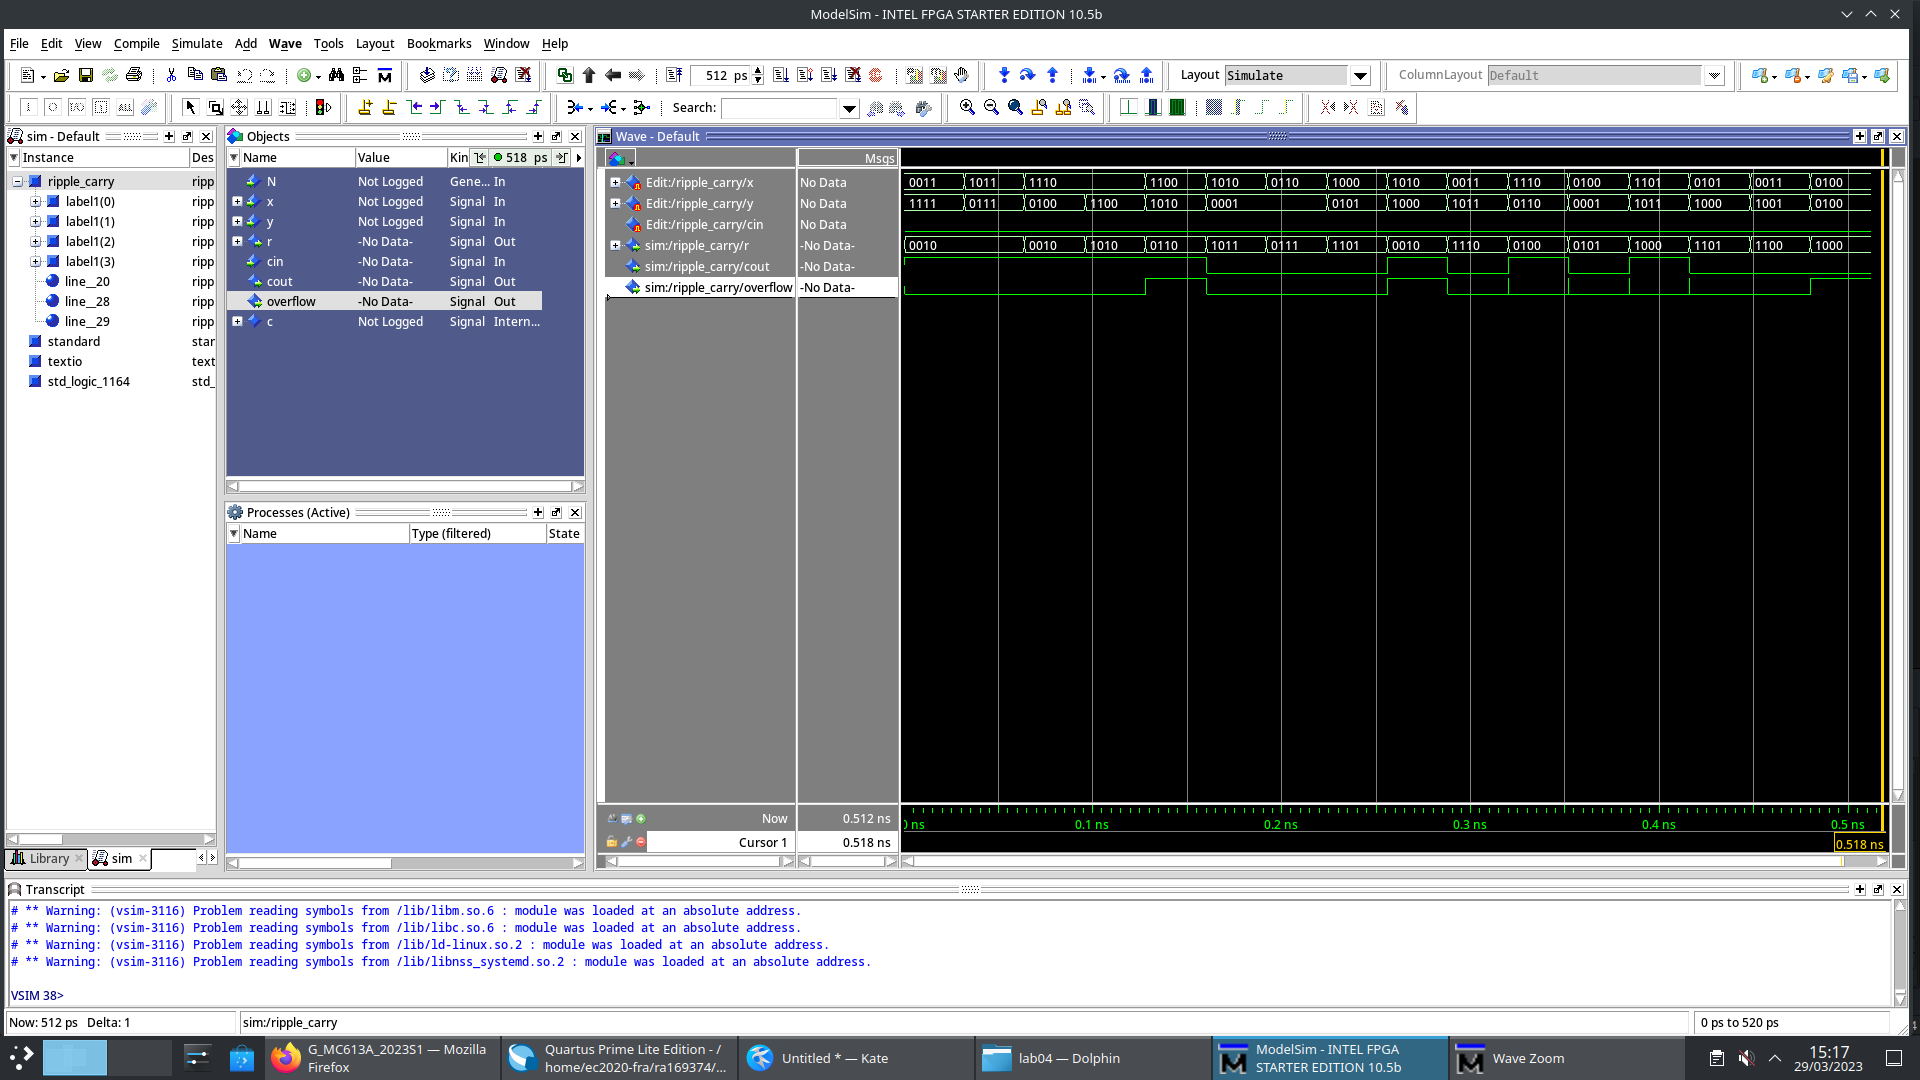 ModelSim - INTEL FPGA STARTER EDITION 10.5b
File Edit View Compile Simulate Add Wave Tools Layout Bookmarks Window Help
512 ps
Layout Simulate
ColumnLayout Default
Search:
sim - Default
Instance Des
ripple_carry ripp
label1(0) ripp
label1(1) ripp
label1(2) ripp
label1(3) ripp
line__20 ripp
line__28 ripp
line__29 ripp
standard star
textio text
std_logic_1164 std_
Library sim
Objects
Name Value Kin 518 ps
N Not Logged Gene... In
x Not Logged Signal In
y Not Logged Signal In
r -No Data- Signal Out
cin -No Data- Signal In
cout -No Data- Signal Out
overflow -No Data- Signal Out
c Not Logged Signal Intern...
Processes (Active)
Name Type (filtered) State
Wave - Default
Msgs
Edit:/ripple_carry/x No Data 0011 1011 1110 1100 1010 0110 1000 1010 0011 1110 0100 1101 0101 0011 0100
Edit:/ripple_carry/y No Data 1111 0111 0100 1100 1010 0001 0101 1000 1011 0110 0001 1011 1000 1001 0100
Edit:/ripple_carry/cin No Data
sim:/ripple_carry/r -No Data- 0010 0010 1010 0110 1011 0111 1101 0010 1110 0100 0101 1000 1101 1100 1000
sim:/ripple_carry/cout -No Data-
sim:/ripple_carry/overflow -No Data-
Now 0.512 ns
ns 0.1 ns 0.2 ns 0.3 ns 0.4 ns 0.5 ns
Cursor 1 0.518 ns
0.518 ns
Transcript
# ** Warning: (vsim-3116) Problem reading symbols from /lib/libm.so.6 : module was loaded at an absolute address.
# ** Warning: (vsim-3116) Problem reading symbols from /lib/libc.so.6 : module was loaded at an absolute address.
# ** Warning: (vsim-3116) Problem reading symbols from /lib/ld-linux.so.2 : module was loaded at an absolute address.
# ** Warning: (vsim-3116) Problem reading symbols from /lib/libnss_systemd.so.2 : module was loaded at an absolute address.
VSIM 38>
Now: 512 ps Delta: 1
sim:/ripple_carry
0 ps to 520 ps
G_MC613A_2023S1 — Mozilla
Firefox
Quartus Prime Lite Edition - /
home/ec2020-fra/ra169374/...
Untitled * — Kate
lab04 — Dolphin
ModelSim - INTEL FPGA
STARTER EDITION 10.5b
Wave Zoom
15:17
29/03/2023